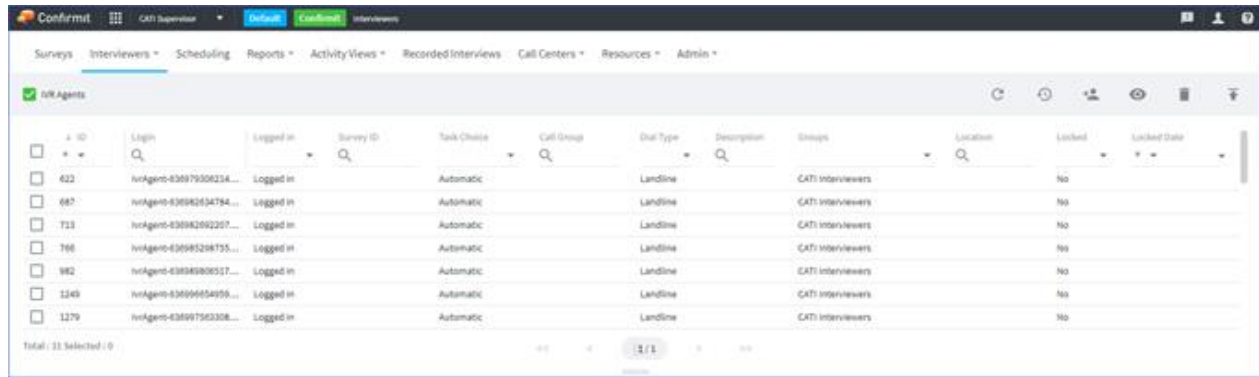 Confirmit CATI Supervisor Default Confirmit Interviewers
Surveys Interviewers Scheduling Reports Activity Views Recorded Interviews Call Centers Resources Admin
IVR Agents
ID Login Logged in Survey ID Task Choice Call Group Dial Type Description Groups Location Locked Locked Date
622 Logged in Automatic Landline CATI Interviewers No
687 Logged in Automatic Landline CATI Interviewers No
713 Logged in Automatic Landline CATI Interviewers No
766 Logged in Automatic Landline CATI Interviewers No
982 Logged in Automatic Landline CATI Interviewers No
1249 Logged in Automatic Landline CATI Interviewers No
1279 Logged in Automatic Landline CATI Interviewers No
Total : 11 Selected : 0 1 / 1